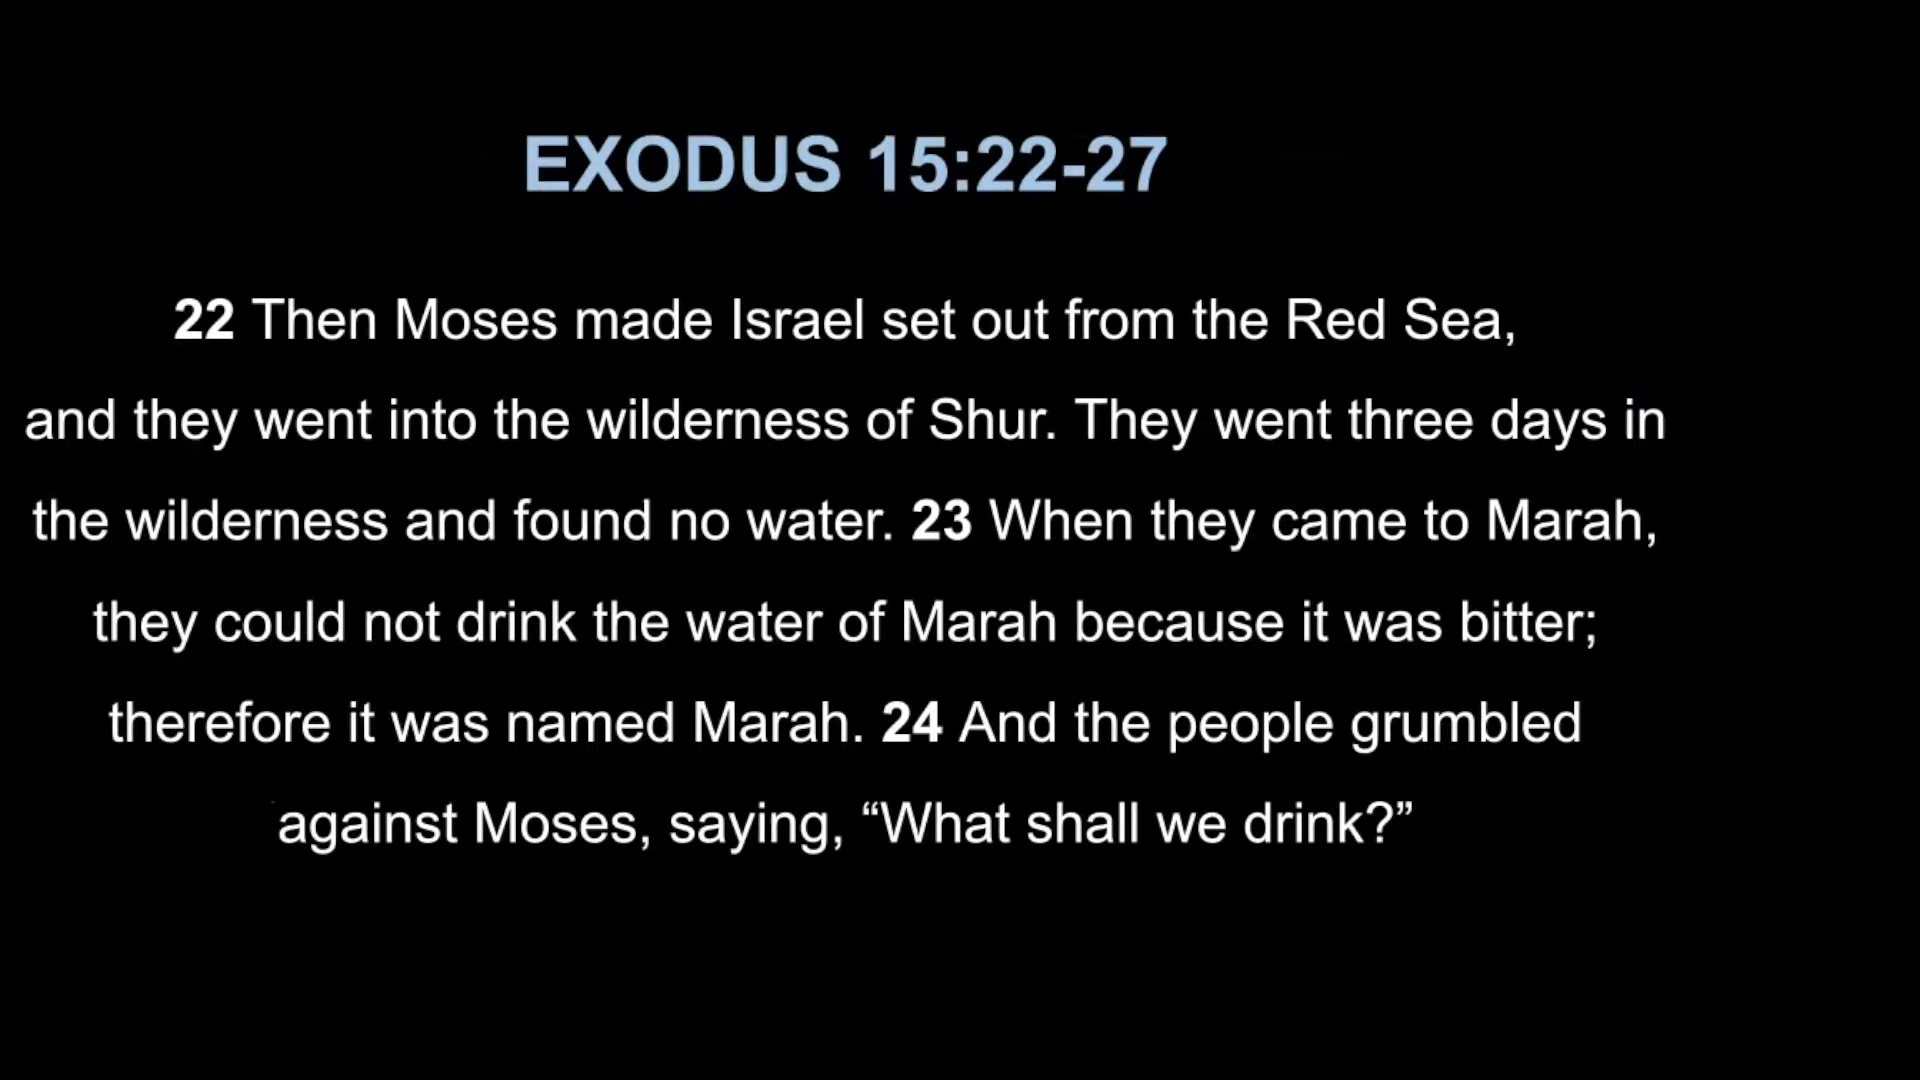 EXODUS 15:22-27
22 Then Moses made Israel set out from the Red Sea,
and they went into the wilderness of Shur. They went three days in
the wilderness and found no water. 23 When they came to Marah,
they could not drink the water of Marah because it was bitter;
therefore it was named Marah. 24 And the people grumbled
against Moses, saying, “What shall we drink?”